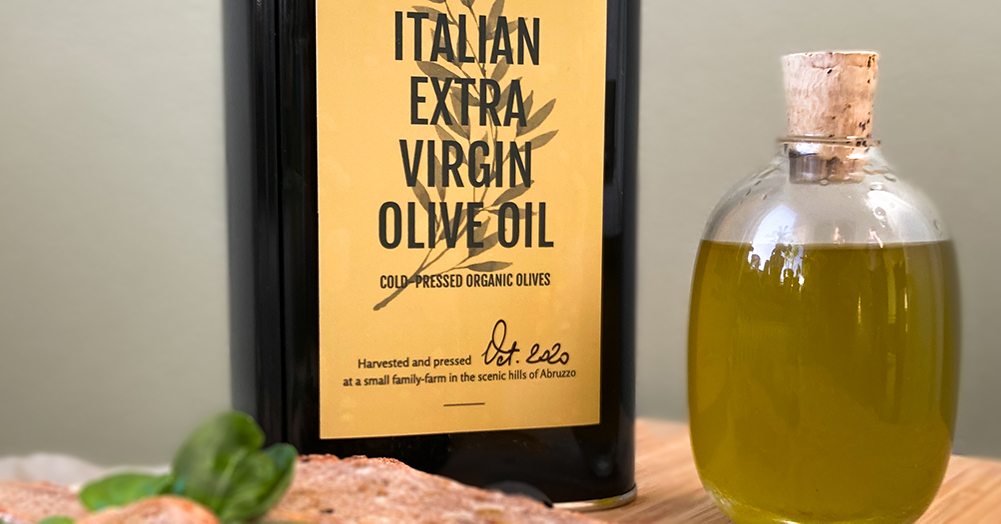 ITALIAN
EXTRA
VIRGIN
OLIVE OIL
COLD-PRESSED ORGANIC OLIVES
Harvested and pressed Oct. 2020
at a small family-farm in the scenic hills of Abruzzo